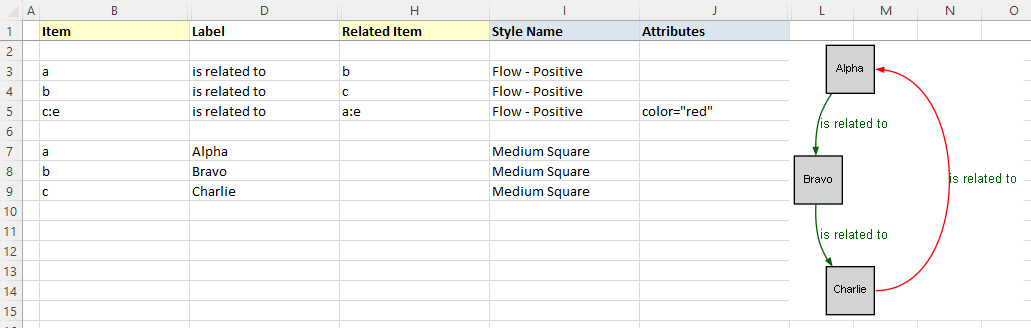 A B D H I J L M N O
1 Item Label Related Item Style Name Attributes
2
3 a is related to b Flow - Positive
4 b is related to c Flow - Positive
5 c:e is related to a:e Flow - Positive color="red"
6
7 a Alpha Medium Square
8 b Bravo Medium Square
9 c Charlie Medium Square
10
11
12
13
14
15
Alpha
is related to
Bravo
is related to
is related to
Charlie